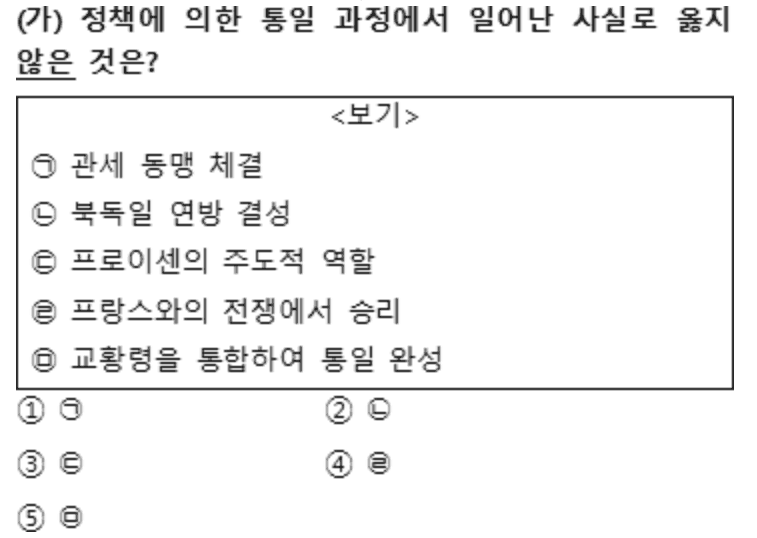 (가) 정책에 의한 통일 과정에서 일어난 사실로 옳지
않은 것은?
<보기>
㉠ 관세 동맹 체결
㉡ 북독일 연방 결성
㉢ 프로이센의 주도적 역할
㉣ 프랑스와의 전쟁에서 승리
㉤ 교황령을 통합하여 통일 완성
① ㉠ ② ㉡
③ ㉢ ④ ㉣
⑤ ㉤